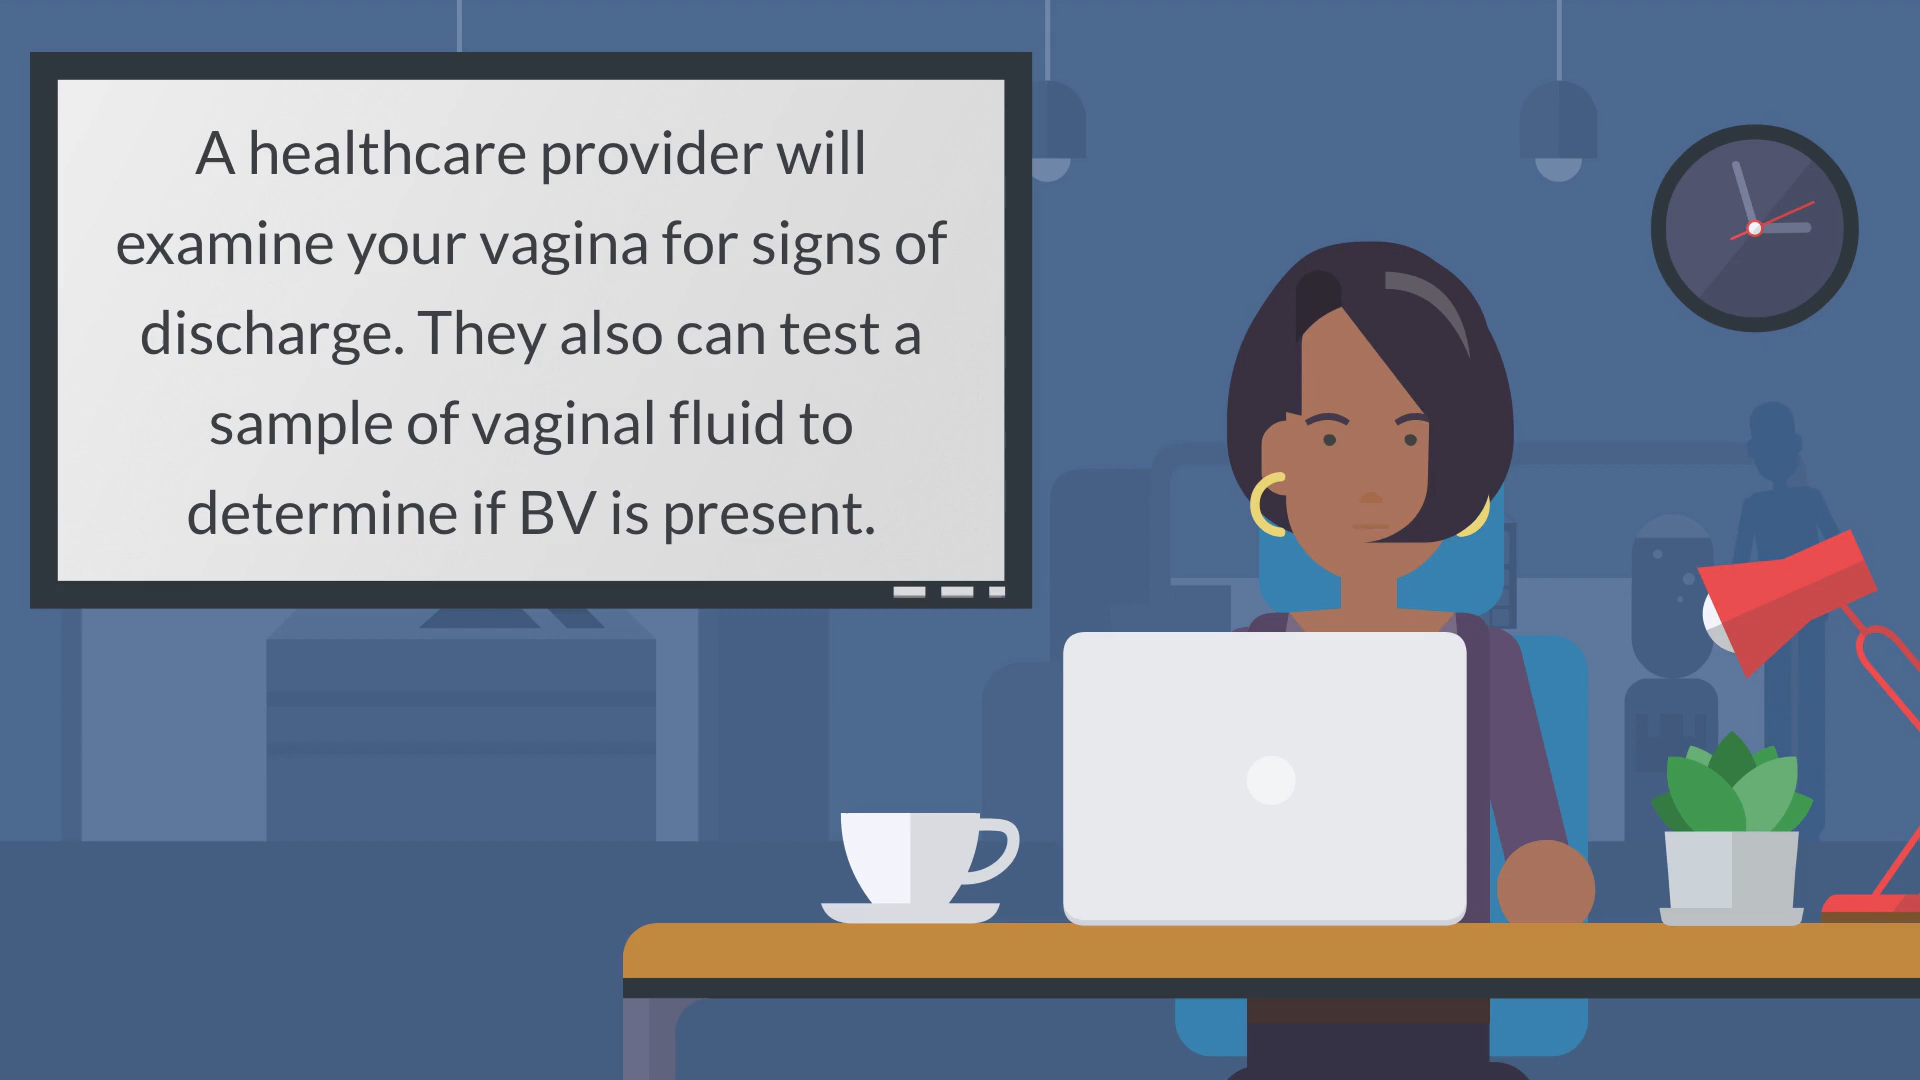 A healthcare provider will
examine your vagina for signs of
discharge. They also can test a
sample of vaginal fluid to
determine if BV is present.